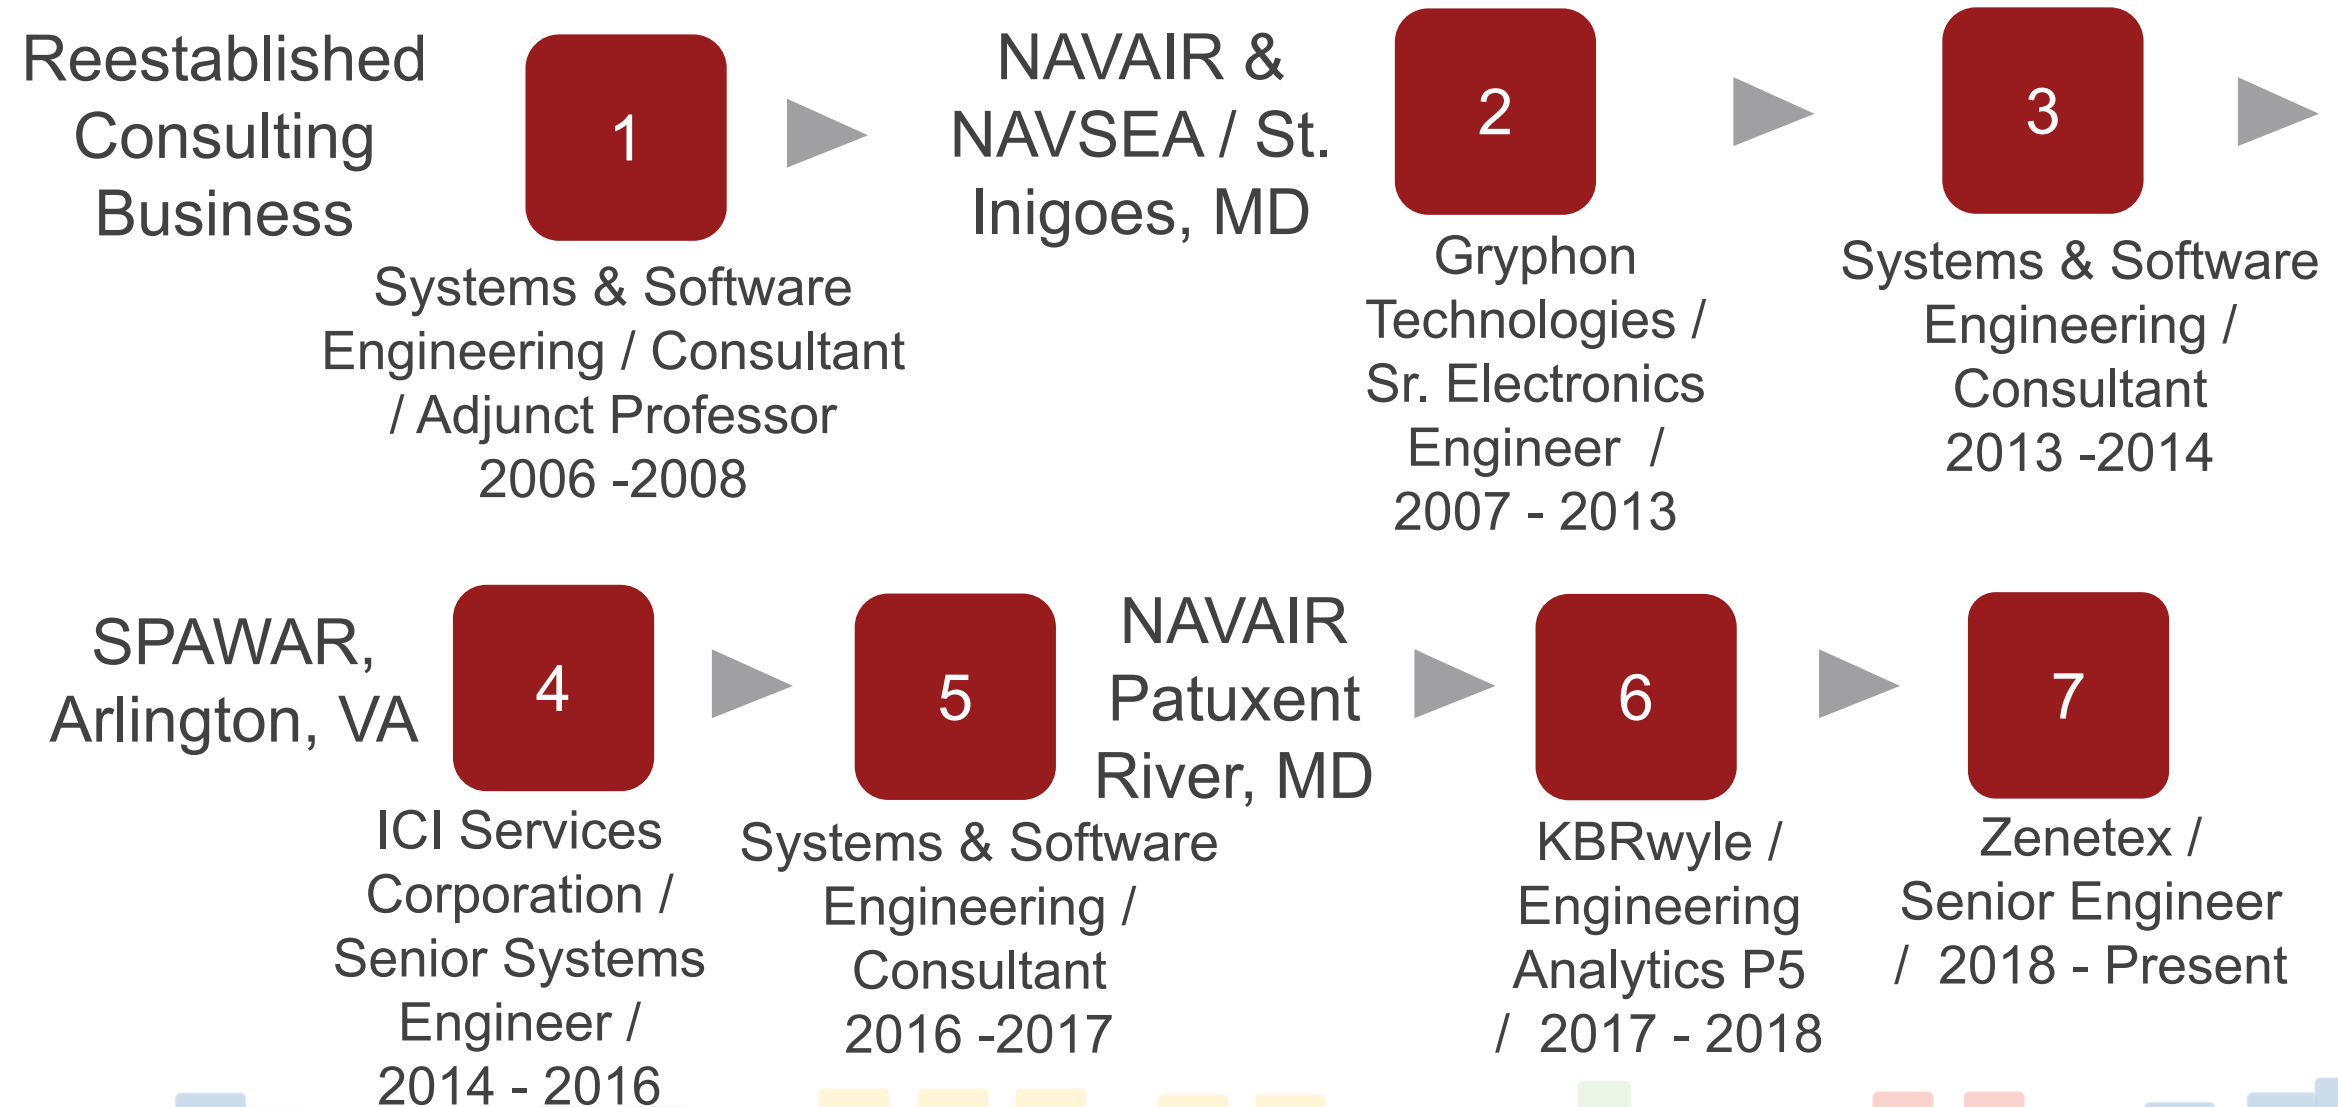 Reestablished
Consulting
Business
1
Systems & Software
Engineering / Consultant
/ Adjunct Professor
2006 -2008
NAVAIR &
NAVSEA / St.
Inigoes, MD
2
Gryphon
Technologies /
Sr. Electronics
Engineer  /
2007 - 2013
3
Systems & Software
Engineering /
Consultant
2013 -2014
SPAWAR,
Arlington, VA
4
ICI Services
Corporation /
Senior Systems
Engineer /
2014 - 2016
5
Systems & Software
Engineering /
Consultant
2016 -2017
NAVAIR
Patuxent
River, MD
6
KBRwyle /
Engineering
Analytics P5
/  2017 - 2018
7
Zenetex /
Senior Engineer
/  2018 - Present